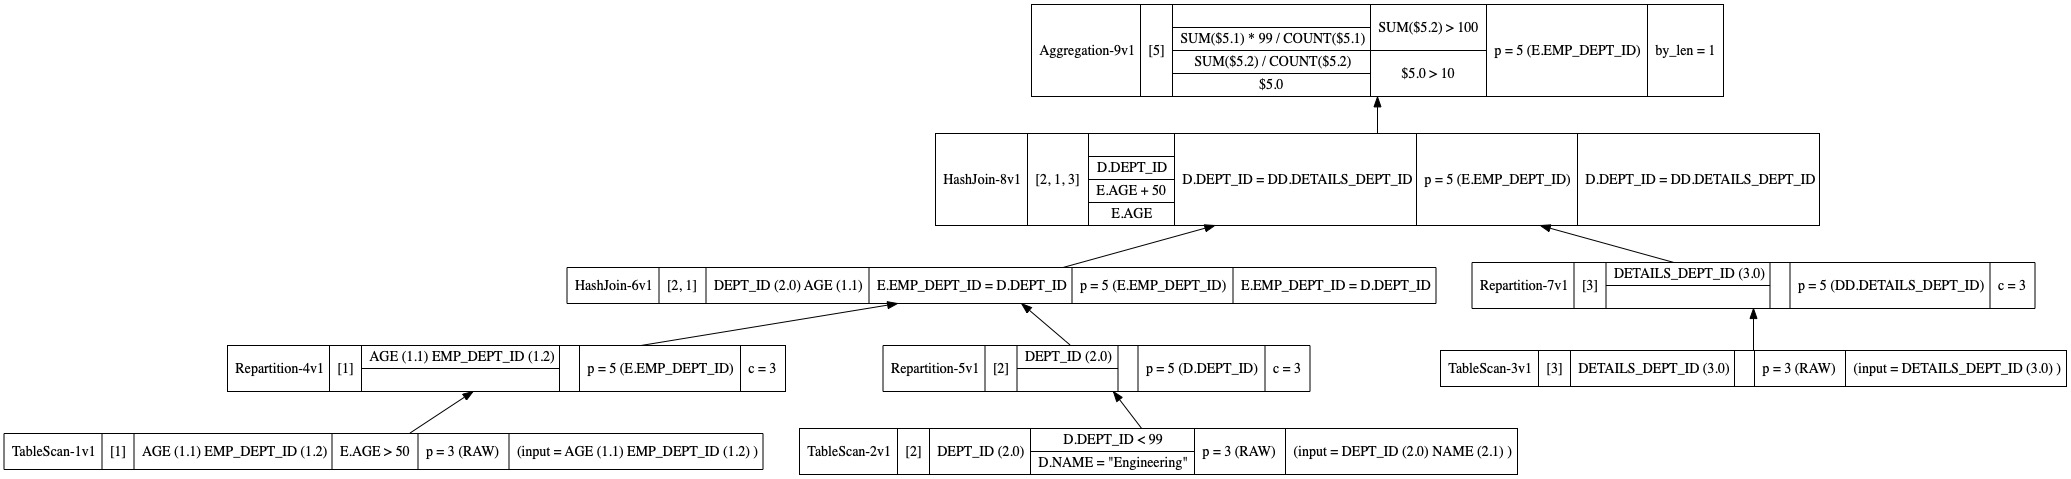 Aggregation-9v1
[5]
SUM($5.1) * 99 / COUNT($5.1)
SUM($5.2) / COUNT($5.2)
$5.0
SUM($5.2) > 100
$5.0 > 10
p = 5 (E.EMP_DEPT_ID)
by_len = 1
HashJoin-8v1
[2, 1, 3]
D.DEPT_ID
E.AGE + 50
E.AGE
D.DEPT_ID = DD.DETAILS_DEPT_ID
p = 5 (E.EMP_DEPT_ID)
D.DEPT_ID = DD.DETAILS_DEPT_ID
HashJoin-6v1
[2, 1]
DEPT_ID (2.0) AGE (1.1)
E.EMP_DEPT_ID = D.DEPT_ID
p = 5 (E.EMP_DEPT_ID)
E.EMP_DEPT_ID = D.DEPT_ID
Repartition-7v1
[3]
DETAILS_DEPT_ID (3.0)
p = 5 (DD.DETAILS_DEPT_ID)
c = 3
Repartition-4v1
[1]
AGE (1.1) EMP_DEPT_ID (1.2)
p = 5 (E.EMP_DEPT_ID)
c = 3
Repartition-5v1
[2]
DEPT_ID (2.0)
p = 5 (D.DEPT_ID)
c = 3
TableScan-3v1
[3]
DETAILS_DEPT_ID (3.0)
p = 3 (RAW)
(input = DETAILS_DEPT_ID (3.0) )
TableScan-1v1
[1]
AGE (1.1) EMP_DEPT_ID (1.2)
E.AGE > 50
p = 3 (RAW)
(input = AGE (1.1) EMP_DEPT_ID (1.2) )
TableScan-2v1
[2]
DEPT_ID (2.0)
D.DEPT_ID < 99
D.NAME = "Engineering"
p = 3 (RAW)
(input = DEPT_ID (2.0) NAME (2.1) )